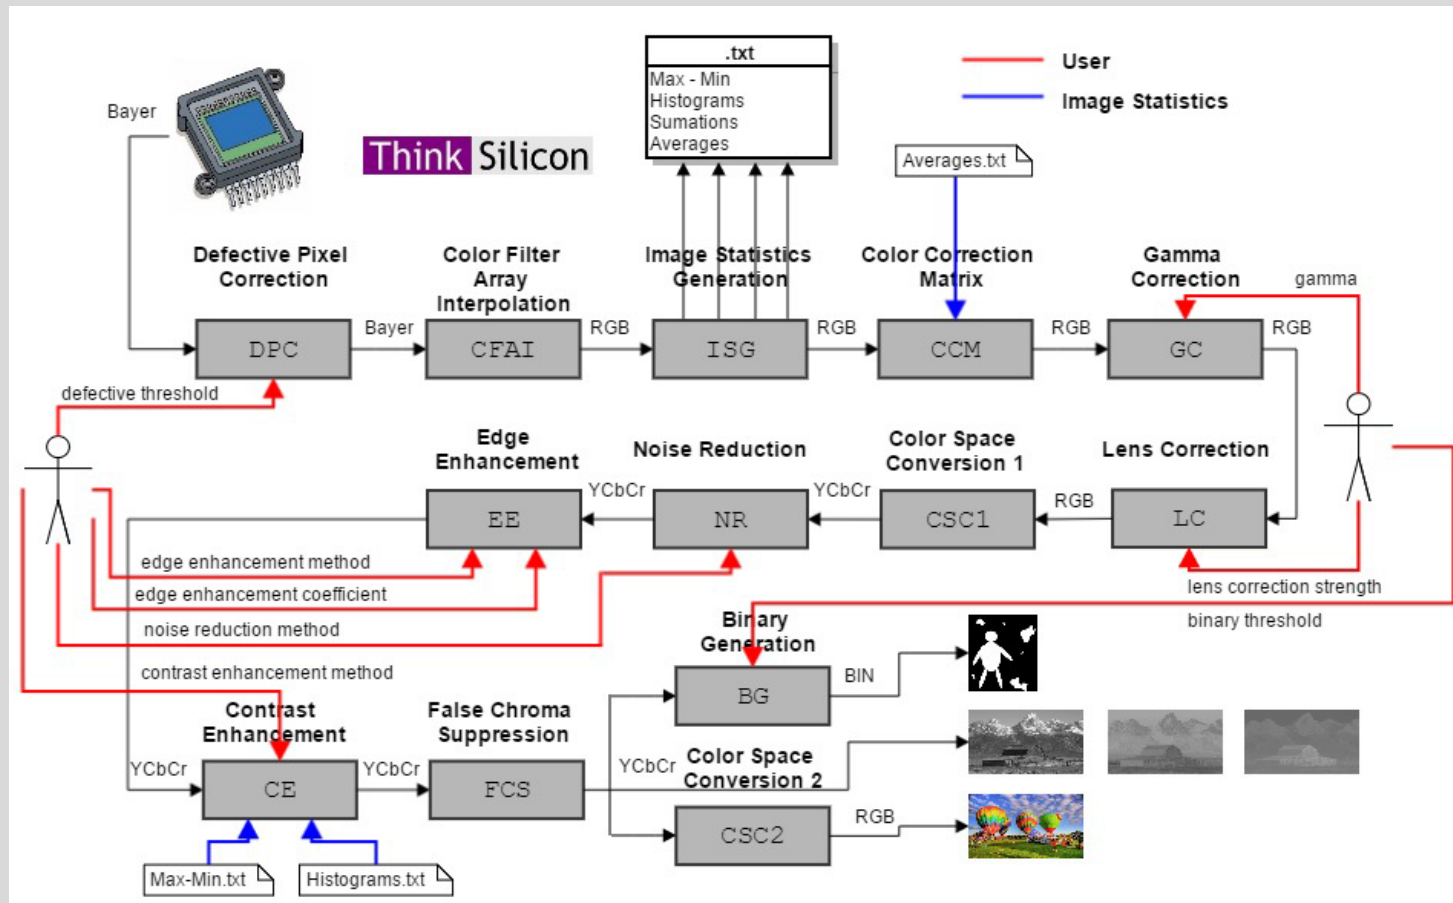 .txt
Max - Min
Histograms
Sumations
Averages
User
Image Statistics
Bayer
Think Silicon
Averages.txt
Defective Pixel
Correction
Color Filter
Array
Interpolation
Image Statistics
Generation
Color Correction
Matrix
Gamma
Correction
gamma
DPC
Bayer
CFAI
RGB
ISG
RGB
CCM
RGB
GC
RGB
defective threshold
Edge
Enhancement
Noise Reduction
Color Space
Conversion 1
Lens Correction
EE
YCbCr
NR
YCbCr
CSC1
RGB
LC
edge enhancement method
edge enhancement coefficient
noise reduction method
contrast enhancement method
lens correction strength
binary threshold
Binary
Generation
BG
BIN
Contrast
Enhancement
False Chroma
Suppression
YCbCr
CE
YCbCr
FCS
YCbCr
Color Space
Conversion 2
CSC2
RGB
Max-Min.txt
Histograms.txt